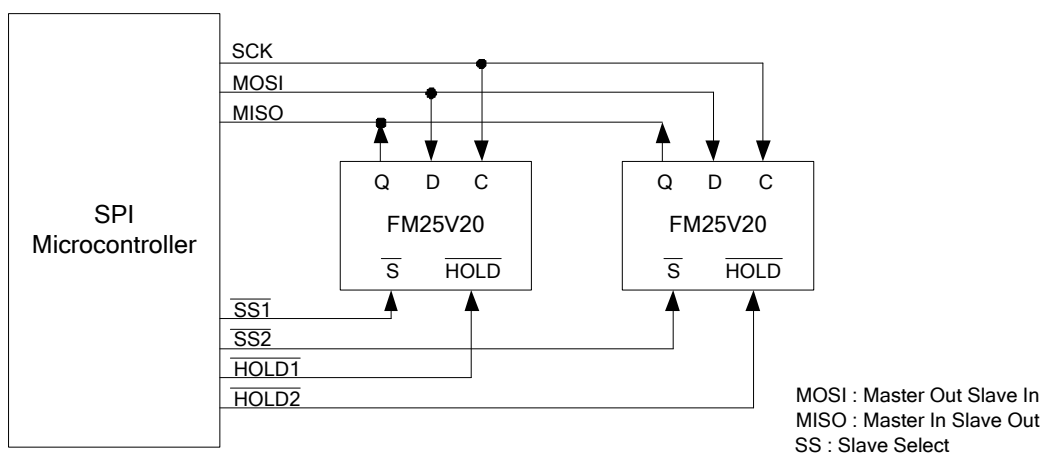 SCK
MOSI
MISO
Q D C
Q D C
SPI
Microcontroller
FM25V20
FM25V20
S HOLD
S HOLD
SS1
SS2
HOLD1
HOLD2
MOSI : Master Out Slave In
MISO : Master In Slave Out
SS : Slave Select